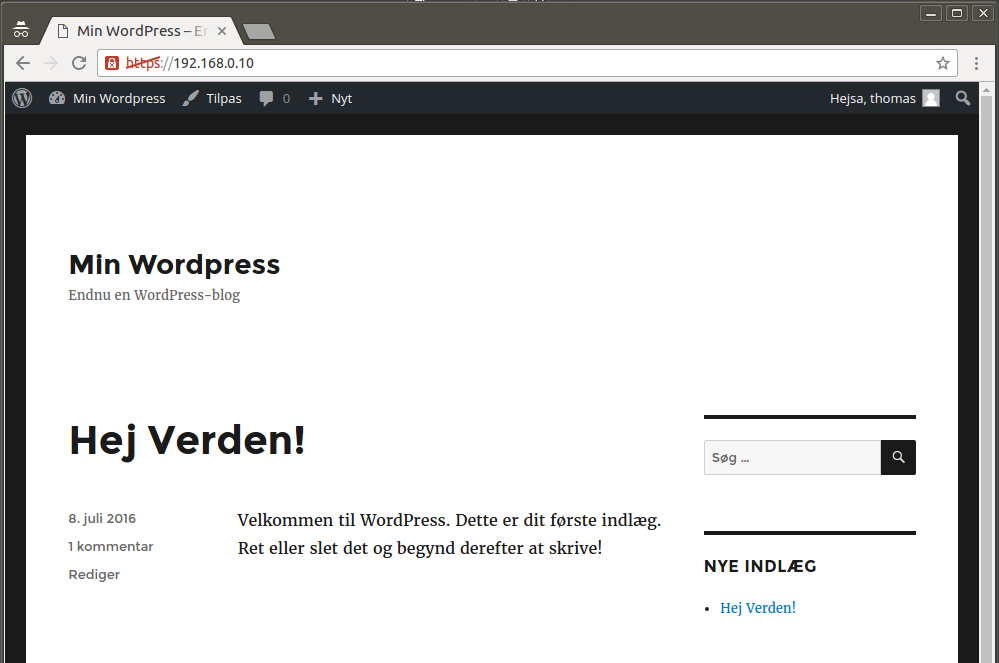 Min WordPress – En
https://192.168.0.10
Min Wordpress Tilpas 0 Nyt Hejsa, thomas
Min Wordpress
Endnu en WordPress-blog
Hej Verden!
Søg ...
8. juli 2016
1 kommentar
Rediger
Velkommen til WordPress. Dette er dit første indlæg.
Ret eller slet det og begynd derefter at skrive!
NYE INDLÆG
Hej Verden!